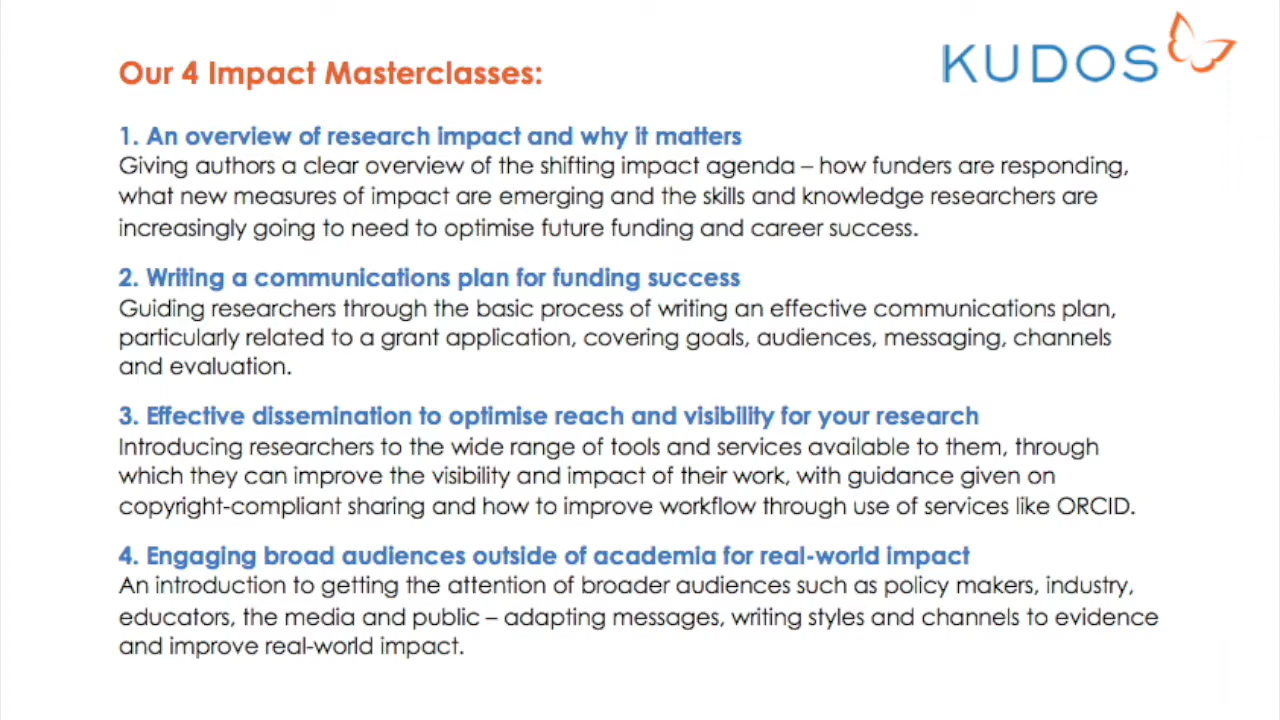 KUDOS
Our 4 Impact Masterclasses:
1. An overview of research impact and why it matters
Giving authors a clear overview of the shifting impact agenda – how funders are responding,
what new measures of impact are emerging and the skills and knowledge researchers are
increasingly going to need to optimise future funding and career success.
2. Writing a communications plan for funding success
Guiding researchers through the basic process of writing an effective communications plan,
particularly related to a grant application, covering goals, audiences, messaging, channels
and evaluation.
3. Effective dissemination to optimise reach and visibility for your research
Introducing researchers to the wide range of tools and services available to them, through
which they can improve the visibility and impact of their work, with guidance given on
copyright-compliant sharing and how to improve workflow through use of services like ORCID.
4. Engaging broad audiences outside of academia for real-world impact
An introduction to getting the attention of broader audiences such as policy makers, industry,
educators, the media and public – adapting messages, writing styles and channels to evidence
and improve real-world impact.